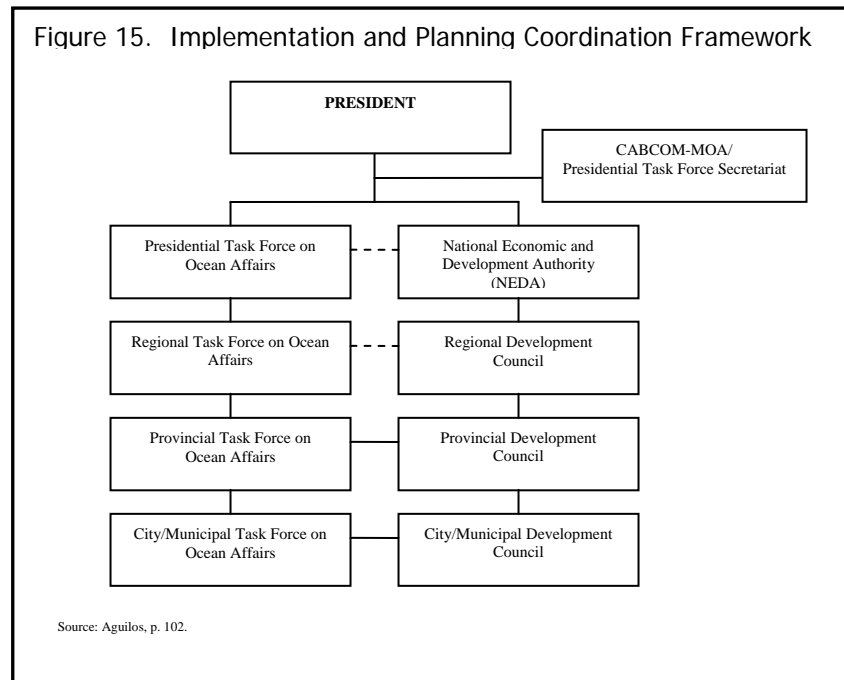 Figure 15. Implementation and Planning Coordination Framework
PRESIDENT
CABCOM-MOA/
Presidential Task Force Secretariat
Presidential Task Force on
Ocean Affairs
National Economic and
Development Authority
(NEDA)
Regional Task Force on Ocean
Affairs
Regional Development
Council
Provincial Task Force on
Ocean Affairs
Provincial Development
Council
City/Municipal Task Force on
Ocean Affairs
City/Municipal Development
Council
Source: Aguilos, p. 102.